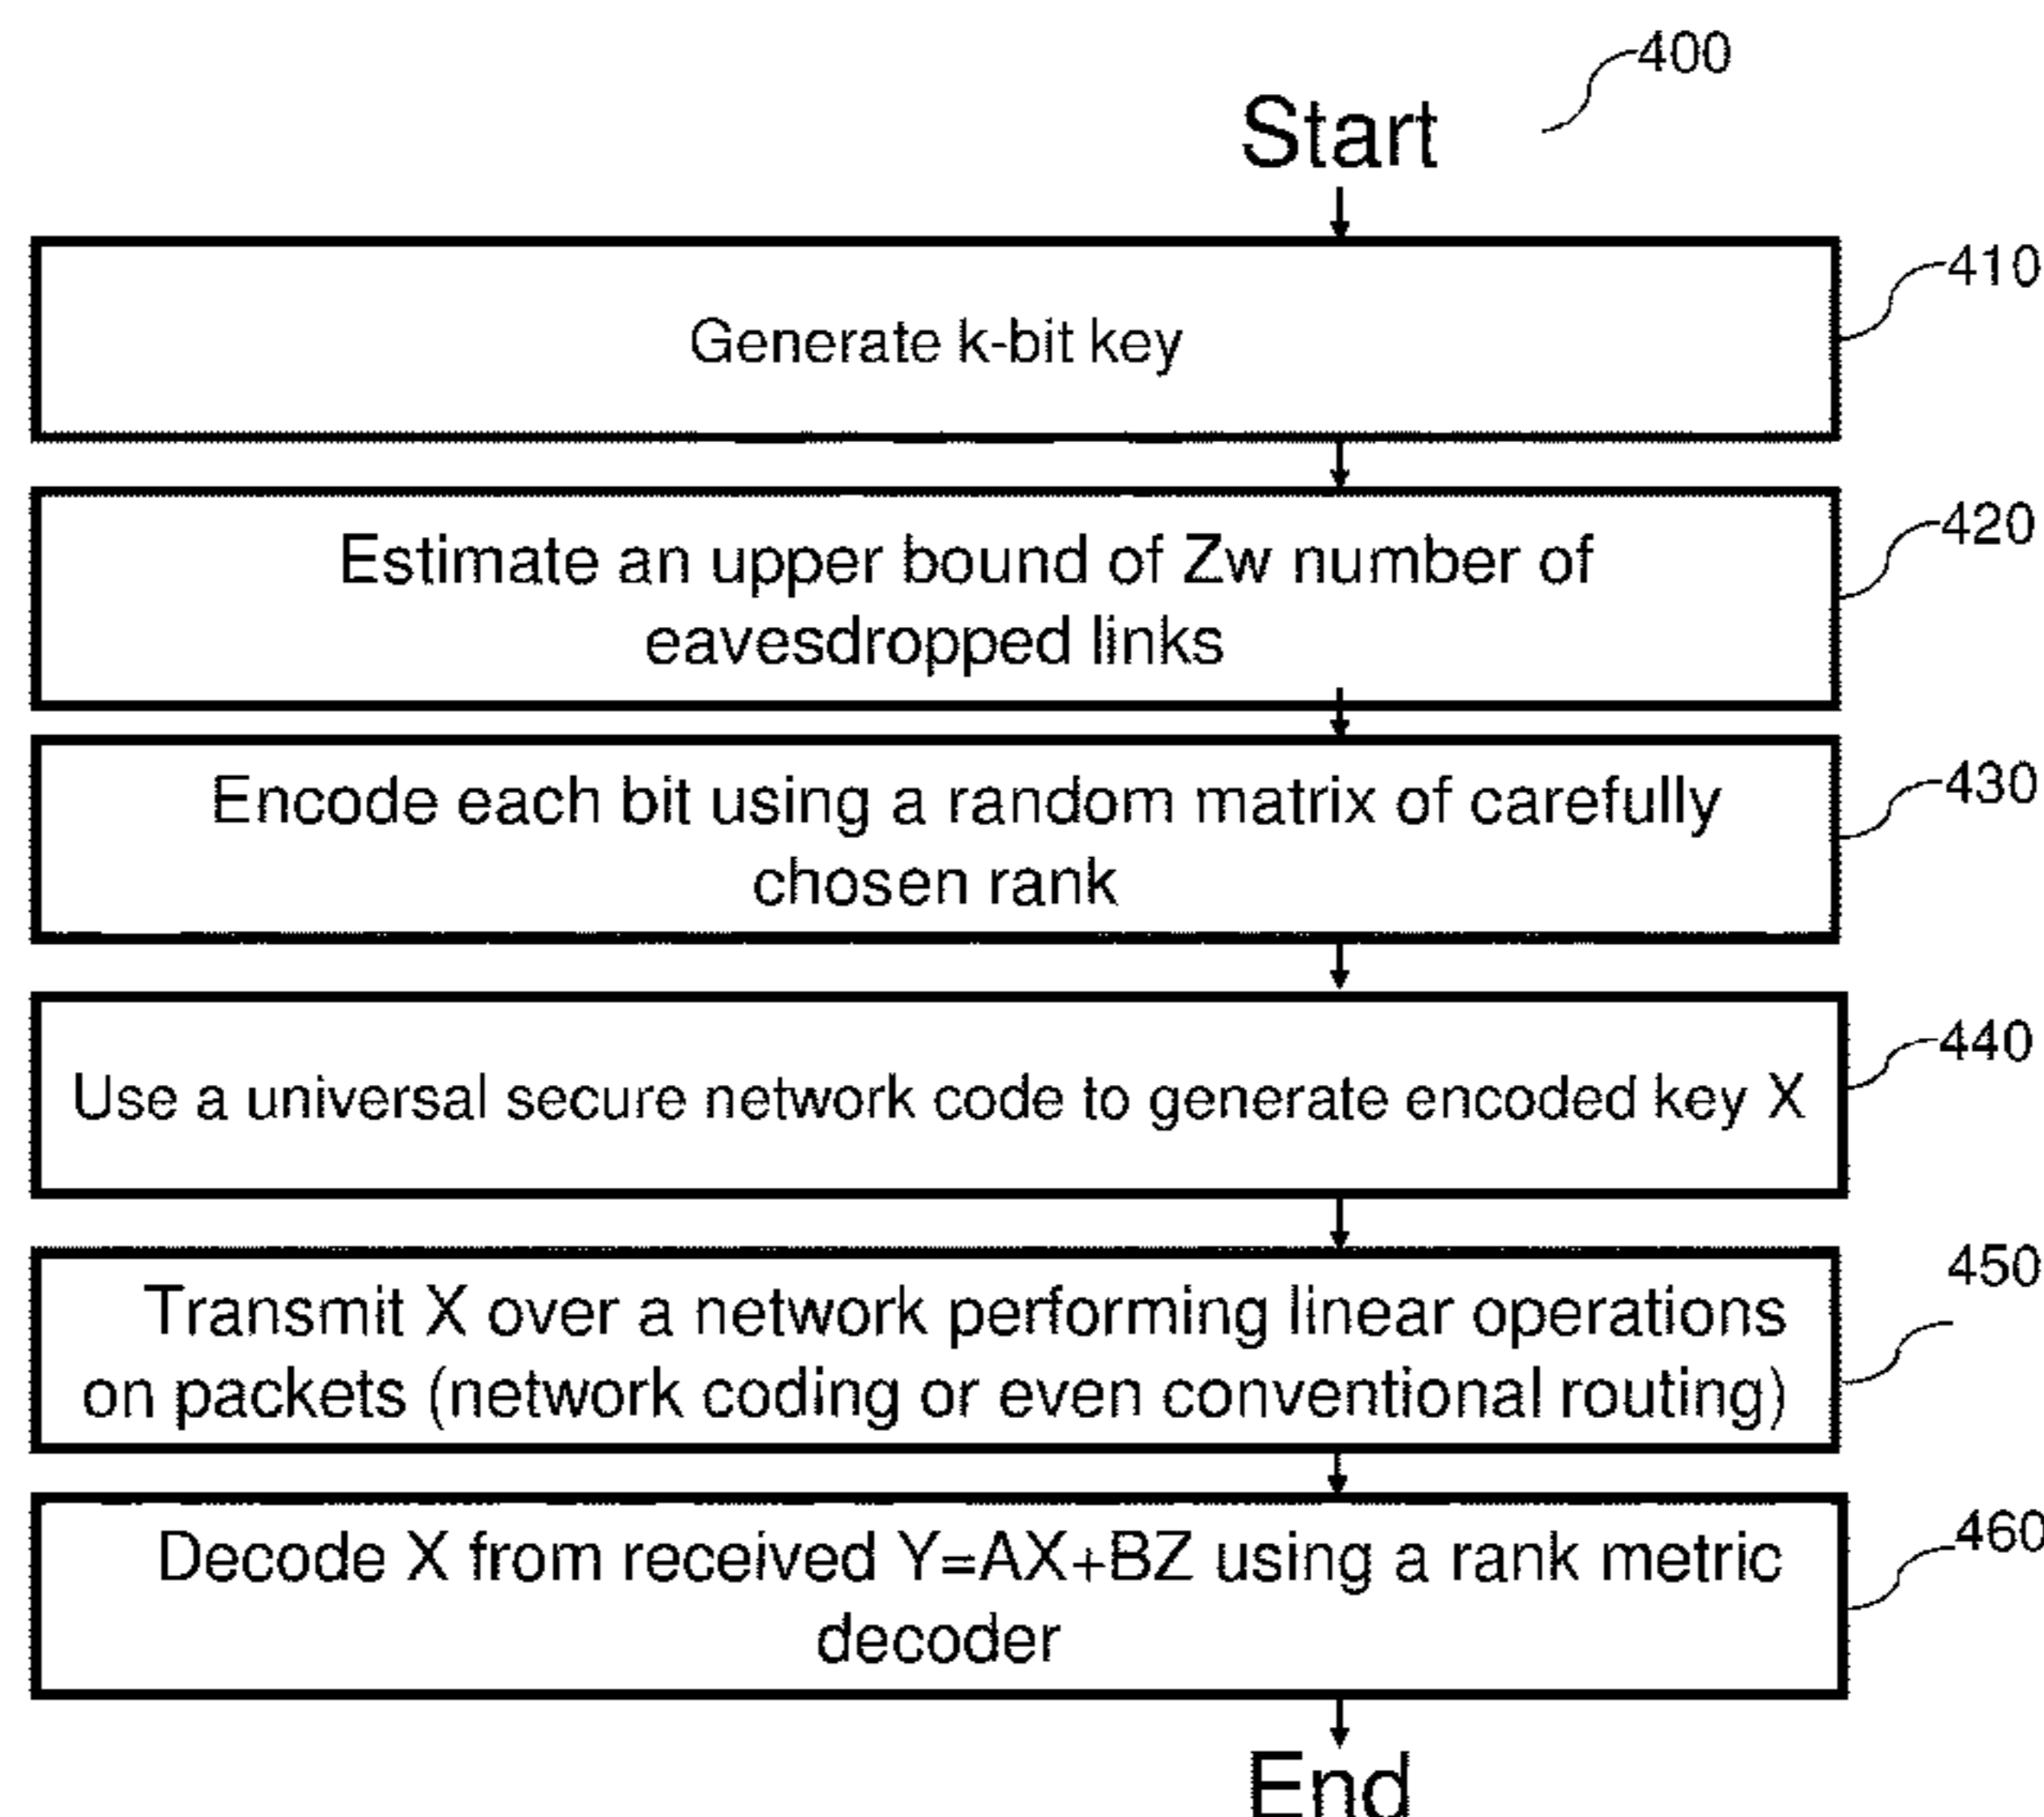 400
Start
410
Generate k-bit key
420
Estimate an upper bound of Zw number of
eavesdropped links
430
Encode each bit using a random matrix of carefully
chosen rank
440
Use a universal secure network code to generate encoded key X
450
Transmit X over a network performing linear operations
on packets (network coding or even conventional routing)
460
Decode X from received Y=AX+BZ using a rank metric
decoder
End